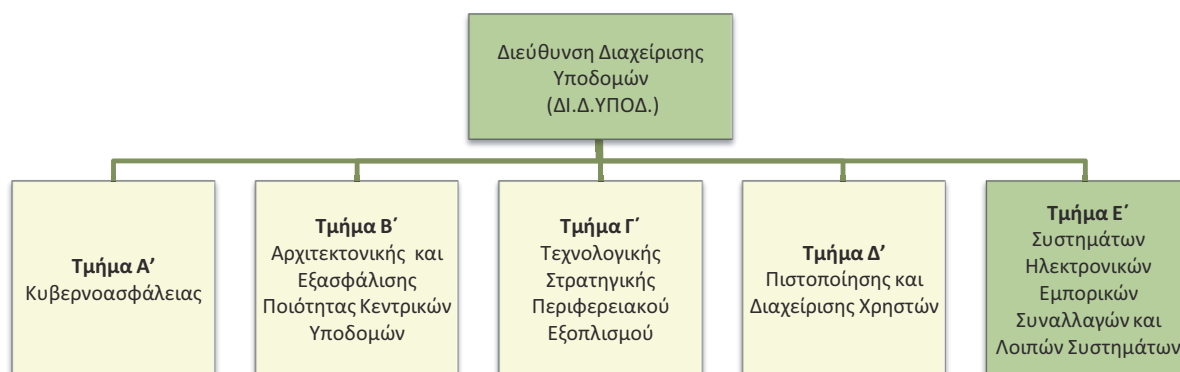 Διεύθυνση Διαχείρισης
Υποδομών
(ΔΙ.Δ.ΥΠΟΔ.)
Τμήμα Α’
Κυβερνοασφάλειας
Τμήμα Β΄
Αρχιτεκτονικής και
Εξασφάλισης
Ποιότητας Κεντρικών
Υποδομών
Τμήμα Γ΄
Τεχνολογικής
Στρατηγικής
Περιφερειακού
Εξοπλισμού
Τμήμα Δ’
Πιστοποίησης και
Διαχείρισης Χρηστών
Τμήμα Ε΄
Συστημάτων
Ηλεκτρονικών
Εμπορικών
Συναλλαγών και
Λοιπών Συστημάτων